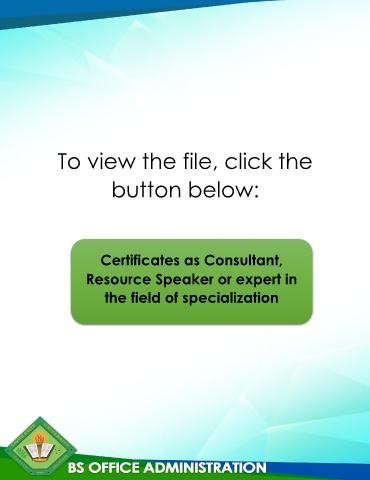 To view the file, click the
button below:
Certificates as Consultant,
Resource Speaker or expert in
the field of specialization
BS OFFICE ADMINISTRATION